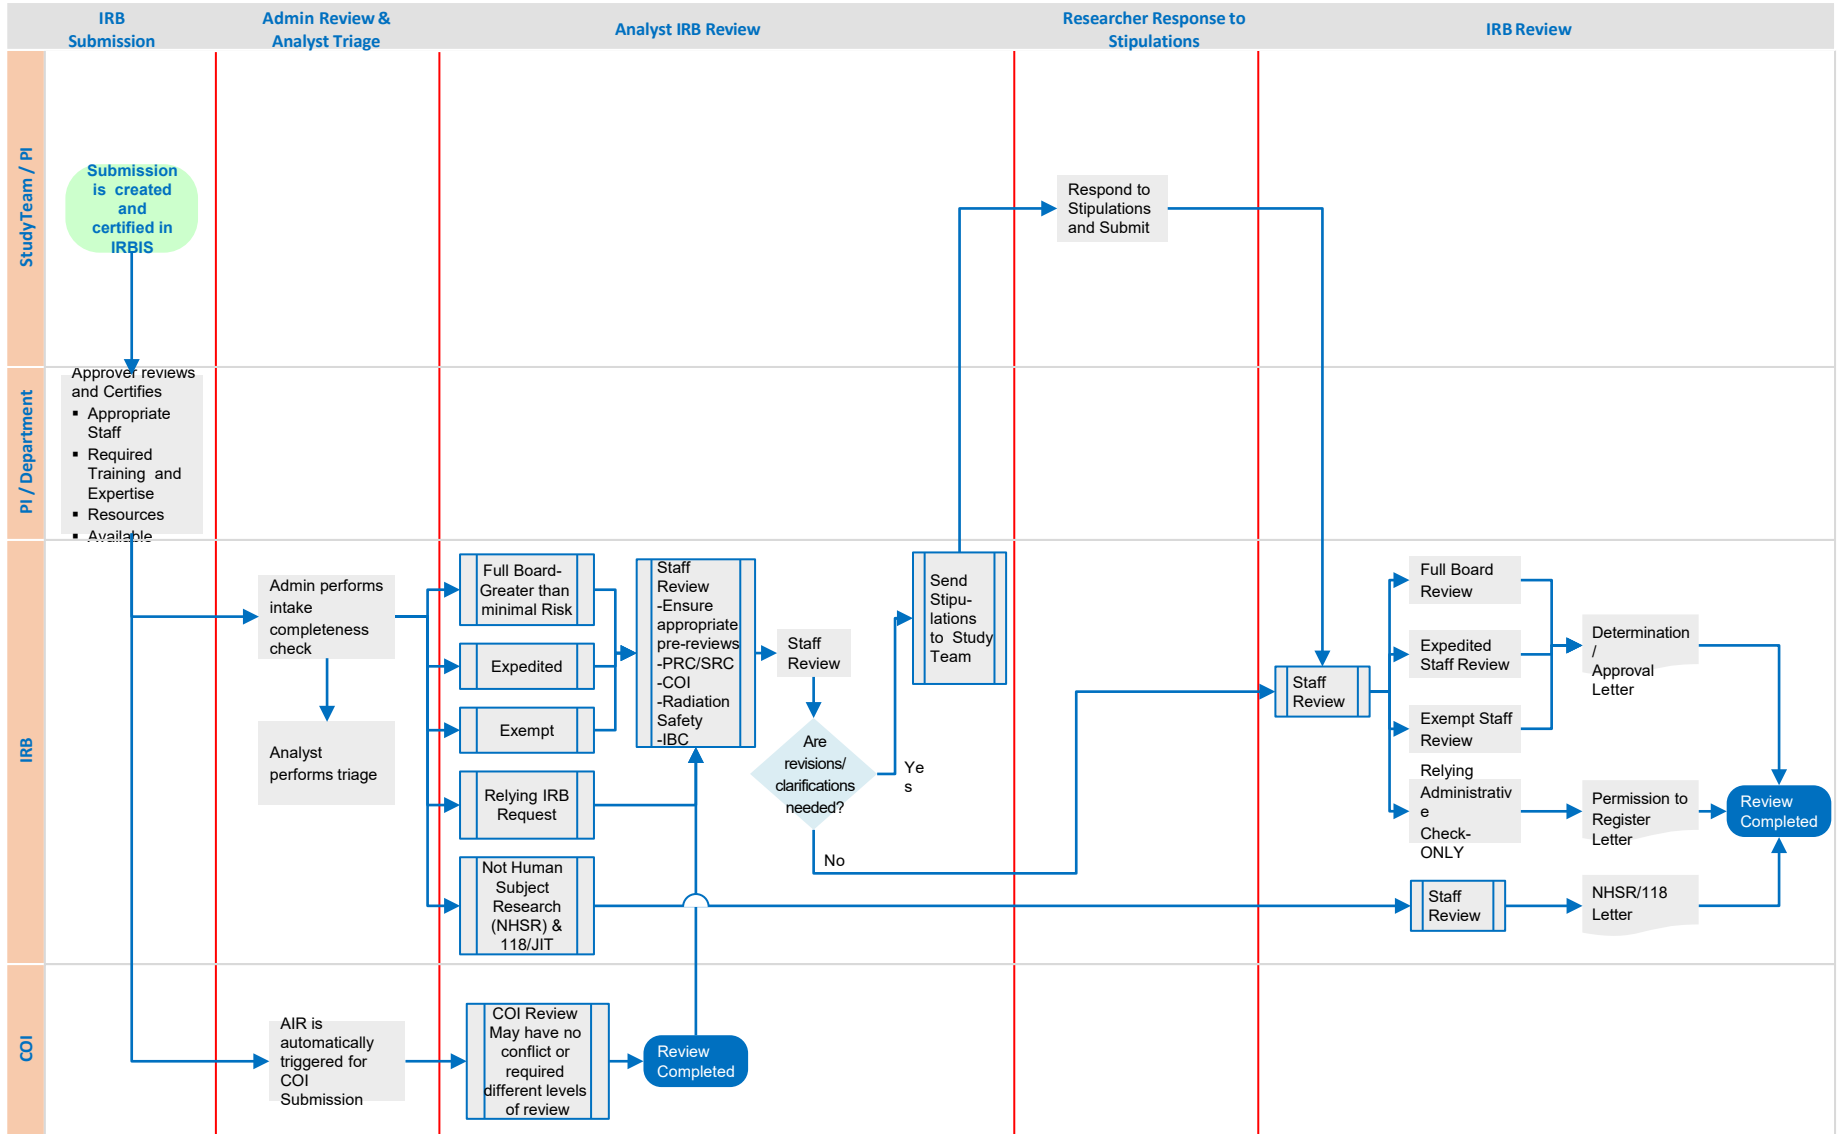 IRB
Submission
Admin Review &
Analyst Triage
Analyst IRB Review
Researcher Response to
Stipulations
IRB Review
Study Team / PI
Submission
is created
and
certified in
IRBIS
Respond to
Stipulations
and Submit
PI / Department
Approver reviews
and Certifies
▪ Appropriate
Staff
▪ Required
Training and
Expertise
▪ Resources
▪ Available
IRB
Admin performs
intake
completeness
check
Analyst
performs triage
Full Board-
Greater than
minimal Risk
Expedited
Exempt
Relying IRB
Request
Not Human
Subject
Research
(NHSR) &
118/JIT
Staff
Review
-Ensure
appropriate
pre-reviews
-PRC/SRC
-COI
-Radiation
Safety
-IBC
Staff
Review
Are
revisions/
clarifications
needed?
Ye
s
No
Send
Stipu-
lations
to Study
Team
Staff
Review
Full Board
Review
Expedited
Staff Review
Exempt Staff
Review
Relying
Administrativ
e
Check-
ONLY
Staff
Review
Determination
/
Approval
Letter
Permission to
Register
Letter
NHSR/118
Letter
Review
Completed
COI
AIR is
automatically
triggered for
COI
Submission
COI Review
May have no
conflict or
required
different levels
of review
Review
Completed